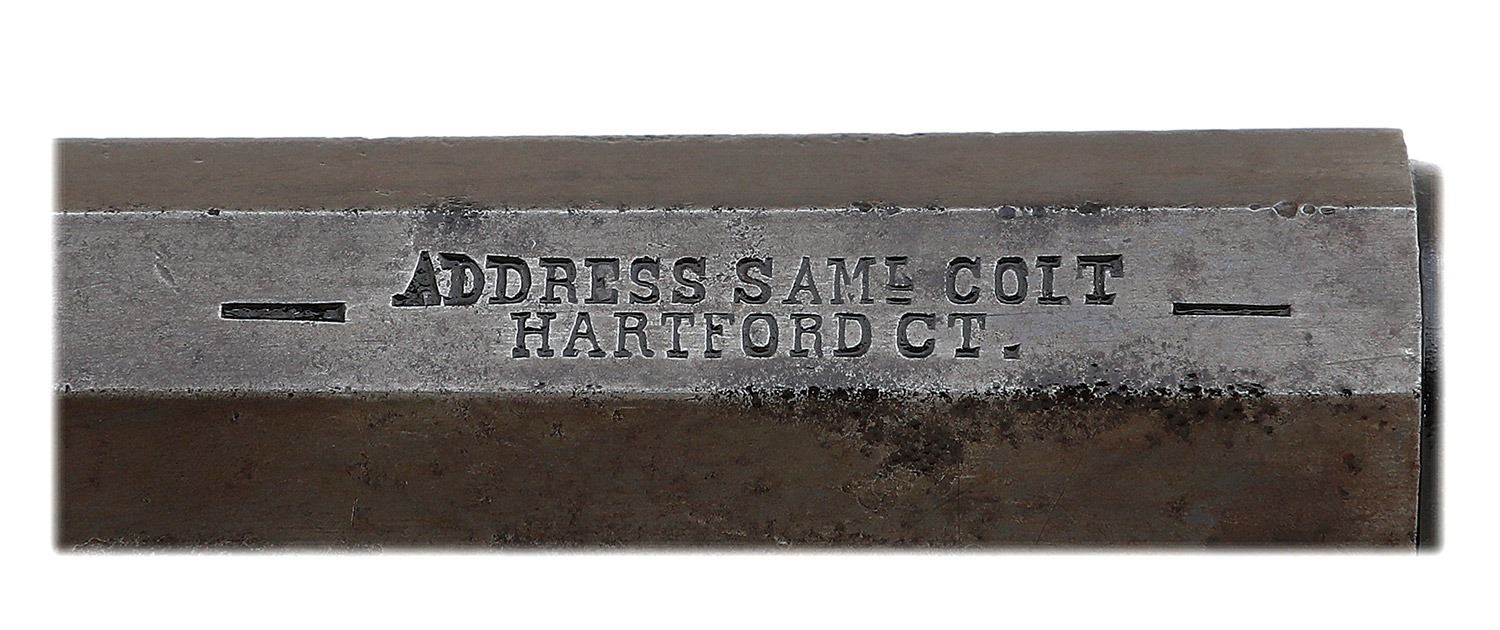 — ADDRESS SAMᴸ COLT —
HARTFORD CT.